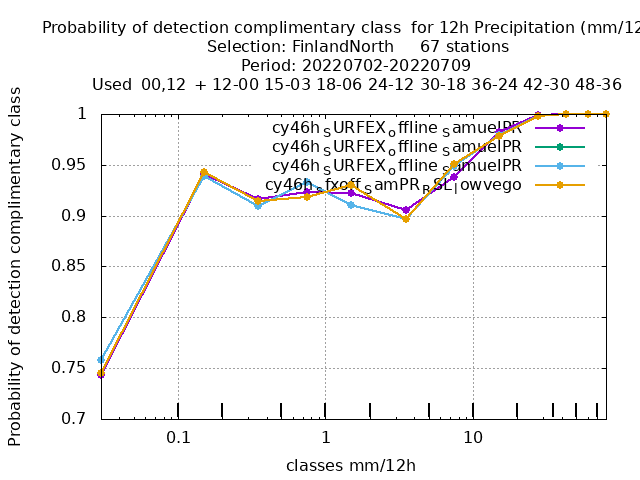 Probability of detection complimentary class  for 12h Precipitation (mm/12
Selection: FinlandNorth     67 stations
Period: 20220702-20220709
Used  00,12  + 12-00 15-03 18-06 24-12 30-18 36-24 42-30 48-36
Probability of detection complimentary class
1
0.95
0.9
0.85
0.8
0.75
0.7
cy46h_SURFEX_offline_SamuelPR
cy46h_SURFEX_offline_SamuelPR
cy46h_SURFEX_offline_SamuelPR
cy46h_sfxoff_SamPR_RSL_lowvego
0.1
1
10
classes mm/12h